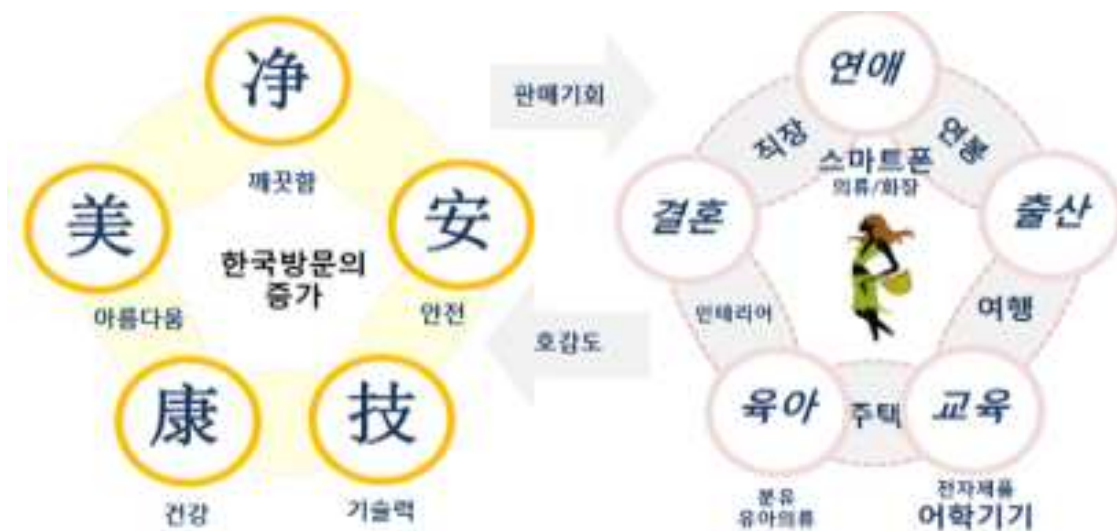 净
깨끗함
美
아름다움
安
안전
한국방문의
증가
康
건강
技
기술력
판매기회
호감도
연애
직장
연봉
스마트폰
의류/화장
결혼
출산
인테리어
여행
육아
주택
교육
분유
유아의류
전자제품
어학기기